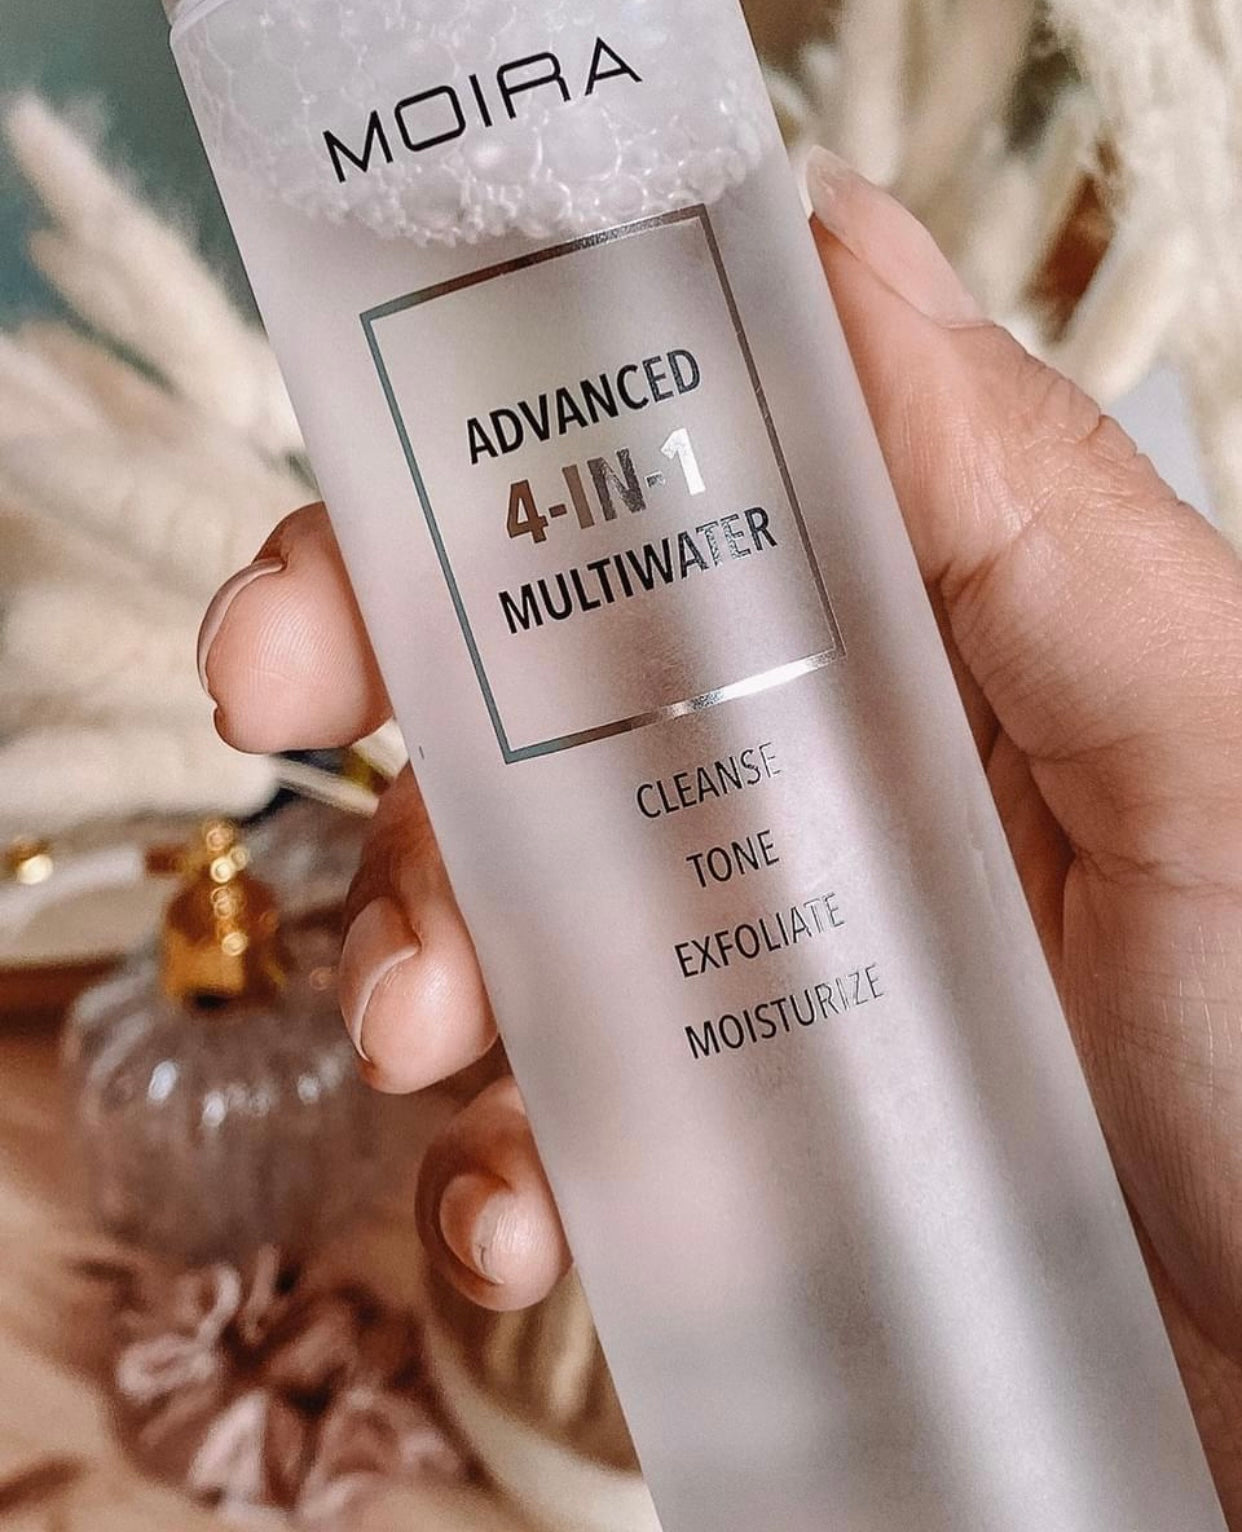 MOIRA
ADVANCED
4-IN-1
MULTIWATER
CLEANSE
TONE
EXFOLIATE
MOISTURIZE